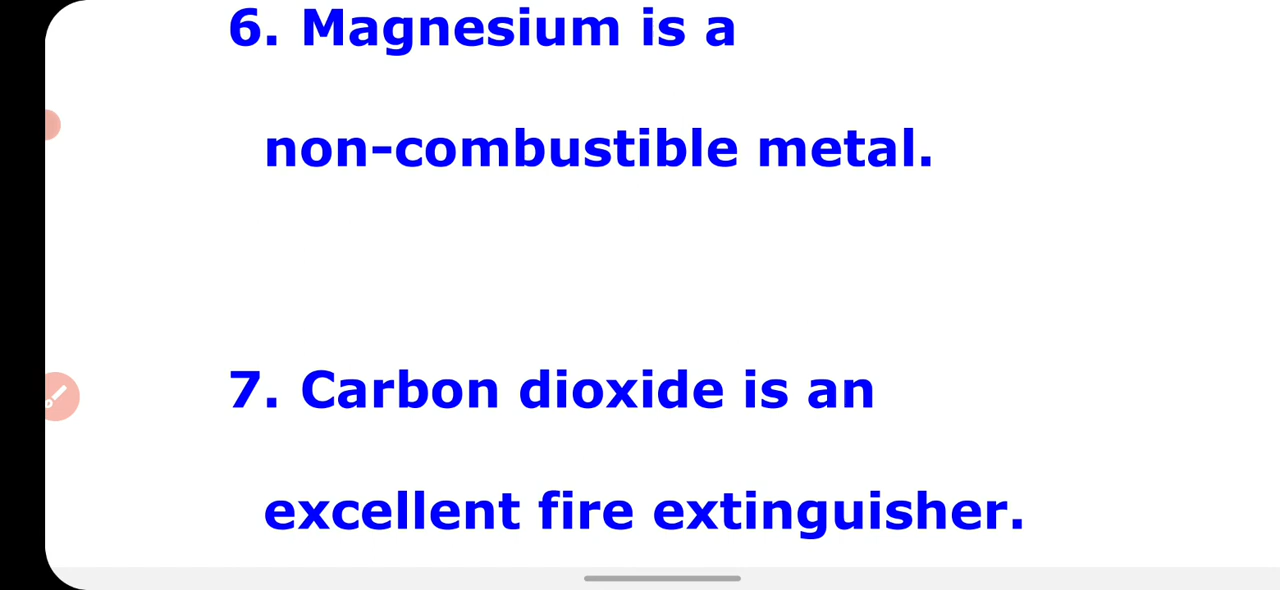 6. Magnesium is a
non-combustible metal.
7. Carbon dioxide is an
excellent fire extinguisher.